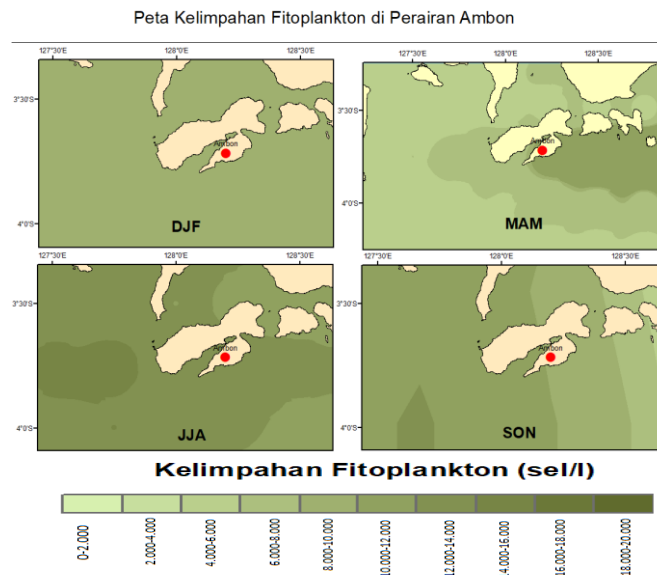 Peta Kelimpahan Fitoplankton di Perairan Ambon
127°30'E 128°0'E 128°30'E
127°30'E 128°0'E 128°30'E
3°30'S
Ambon
4°0'S
DJF
3°30'S
Ambon
4°0'S
MAM
127°30'E 128°0'E 128°30'E
127°30'E 128°0'E 128°30'E
3°30'S
Ambon
4°0'S
JJA
3°30'S
Ambon
4°0'S
SON
Kelimpahan Fitoplankton (sel/l)
0-2.000
2.000-4.000
4.000-6.000
6.000-8.000
8.000-10.000
10.000-12.000
12.000-14.000
14.000-16.000
16.000-18.000
18.000-20.000